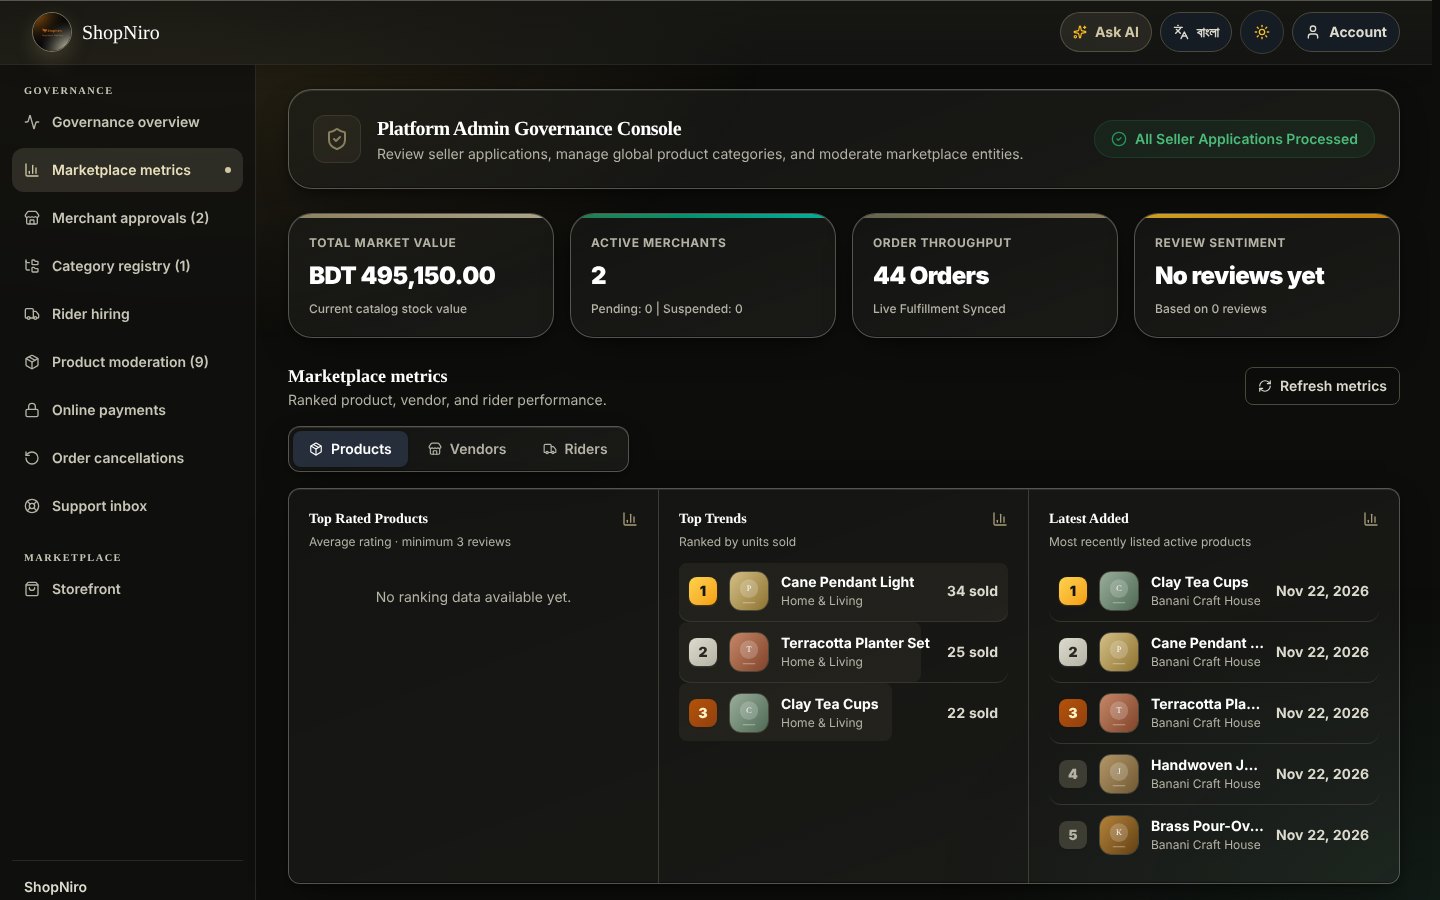 ShopNiro
Ask AI
বাংলা
Account
GOVERNANCE
Governance overview
Marketplace metrics
Merchant approvals (2)
Category registry (1)
Rider hiring
Product moderation (9)
Online payments
Order cancellations
Support inbox
MARKETPLACE
Storefront
ShopNiro
Platform Admin Governance Console
Review seller applications, manage global product categories, and moderate marketplace entities.
All Seller Applications Processed
TOTAL MARKET VALUE
BDT 495,150.00
Current catalog stock value
ACTIVE MERCHANTS
2
Pending: 0 | Suspended: 0
ORDER THROUGHPUT
44 Orders
Live Fulfillment Synced
REVIEW SENTIMENT
No reviews yet
Based on 0 reviews
Marketplace metrics
Ranked product, vendor, and rider performance.
Refresh metrics
Products
Vendors
Riders
Top Rated Products
Average rating · minimum 3 reviews
No ranking data available yet.
Top Trends
Ranked by units sold
1 P Cane Pendant Light 34 sold
Home & Living
2 T Terracotta Planter Set 25 sold
Home & Living
3 C Clay Tea Cups 22 sold
Home & Living
Latest Added
Most recently listed active products
1 C Clay Tea Cups Nov 22, 2026
Banani Craft House
2 P Cane Pendant ... Nov 22, 2026
Banani Craft House
3 T Terracotta Pla... Nov 22, 2026
Banani Craft House
4 J Handwoven J... Nov 22, 2026
Banani Craft House
5 K Brass Pour-Ov... Nov 22, 2026
Banani Craft House